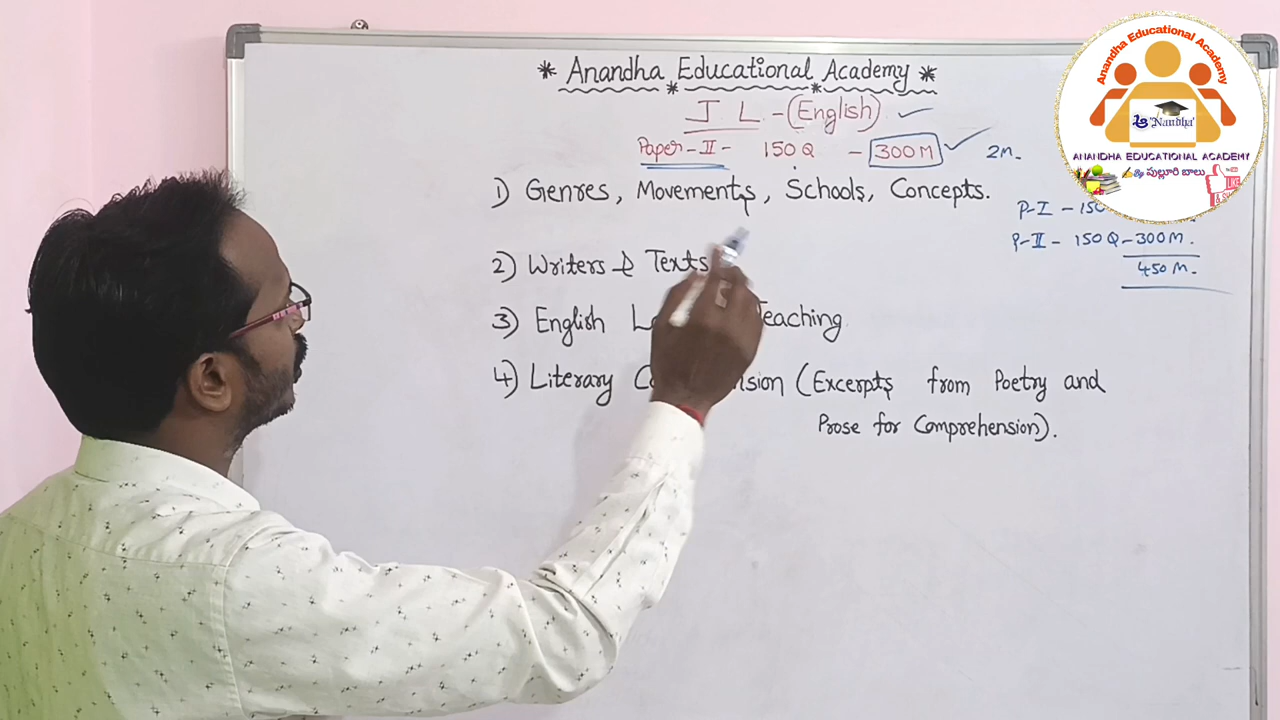 * Anandha Educational Academy *
J L - (English)
Paper - II - 150 Q - 300 M 2M.
1) Genres, Movements, Schools, Concepts.
P-I - 150
P-II - 150 Q - 300 M.
450 M.
2) Writers & Texts
3) English Teaching
4) Literary (Excerpts from Poetry and
Prose for Comprehension).
Anandha Educational Academy
'Nandha'
ANANDHA EDUCATIONAL ACADEMY
By పుల్లూరి బాలు